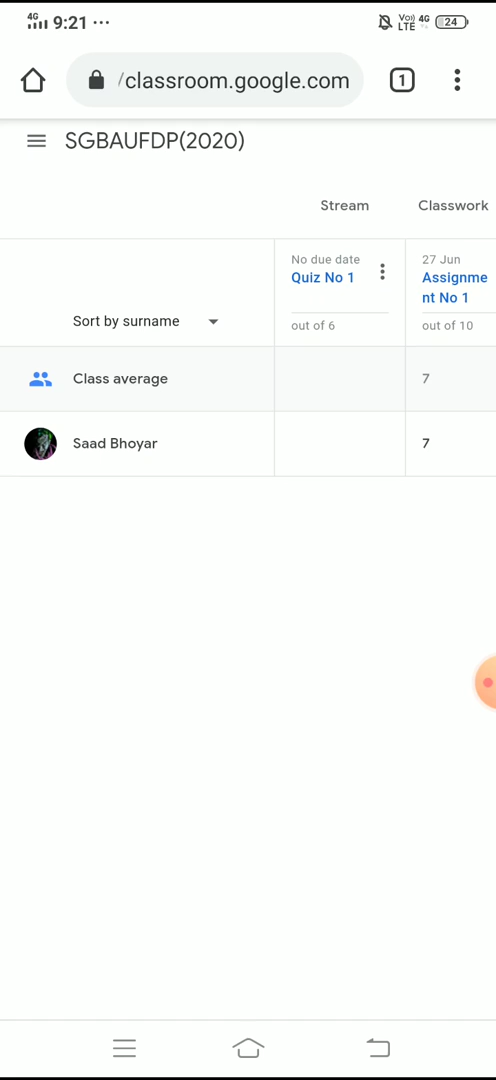 4G 9:21 ... Vo) LTE 4G 24
/classroom.google.com 1
SGBAUFDP(2020)
Stream Classwork
No due date 27 Jun
Quiz No 1 Assignme
nt No 1
Sort by surname out of 6 out of 10
Class average 7
Saad Bhoyar 7